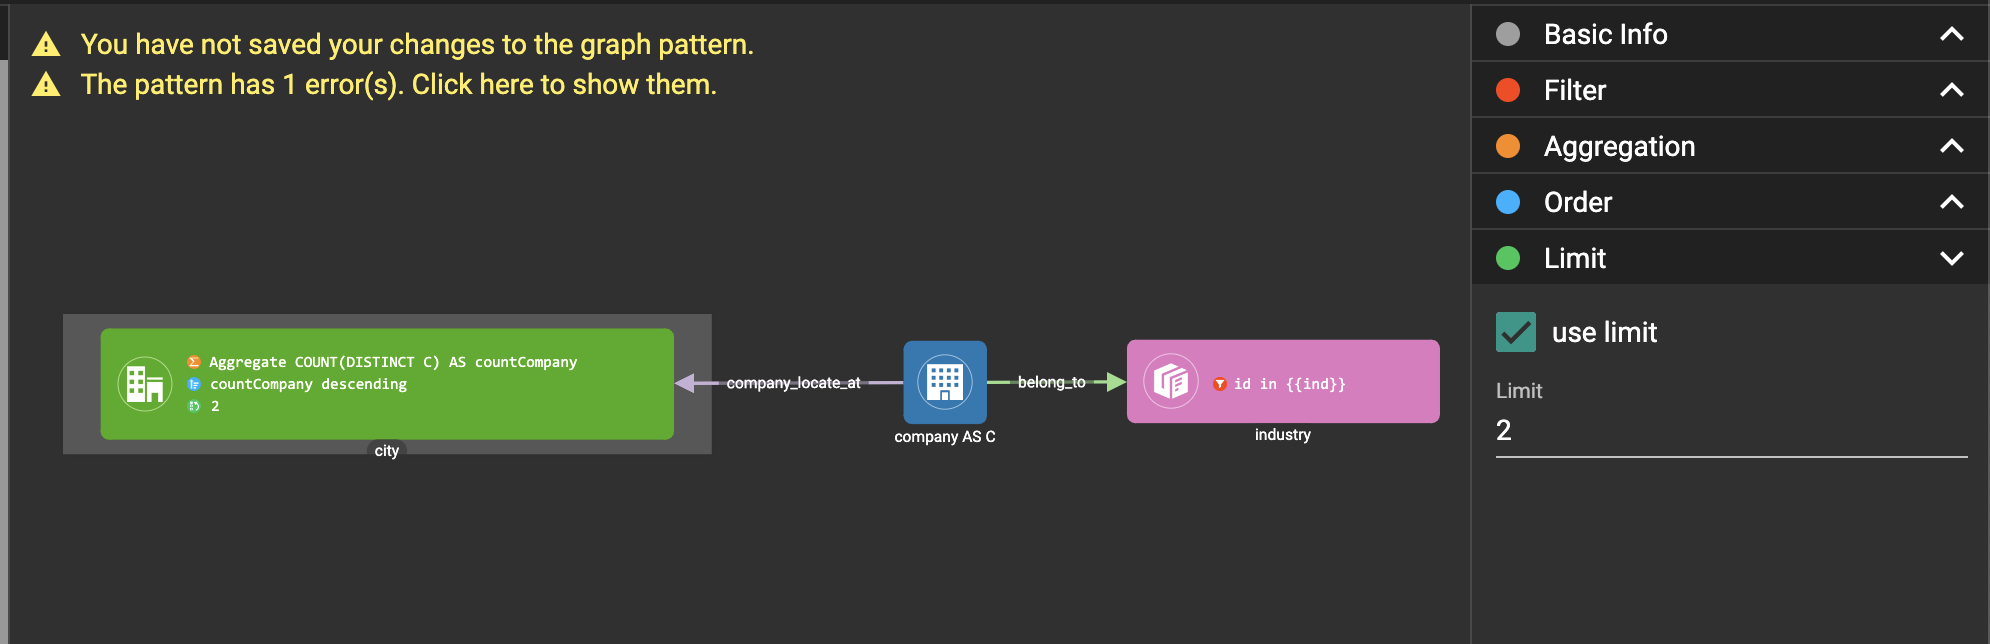 You have not saved your changes to the graph pattern.
The pattern has 1 error(s). Click here to show them.
Aggregate COUNT(DISTINCT C) AS countCompany
countCompany descending
2
city
company_locate_at
company AS C
belong_to
id in {{ind}}
industry
Basic Info
Filter
Aggregation
Order
Limit
use limit
Limit
2